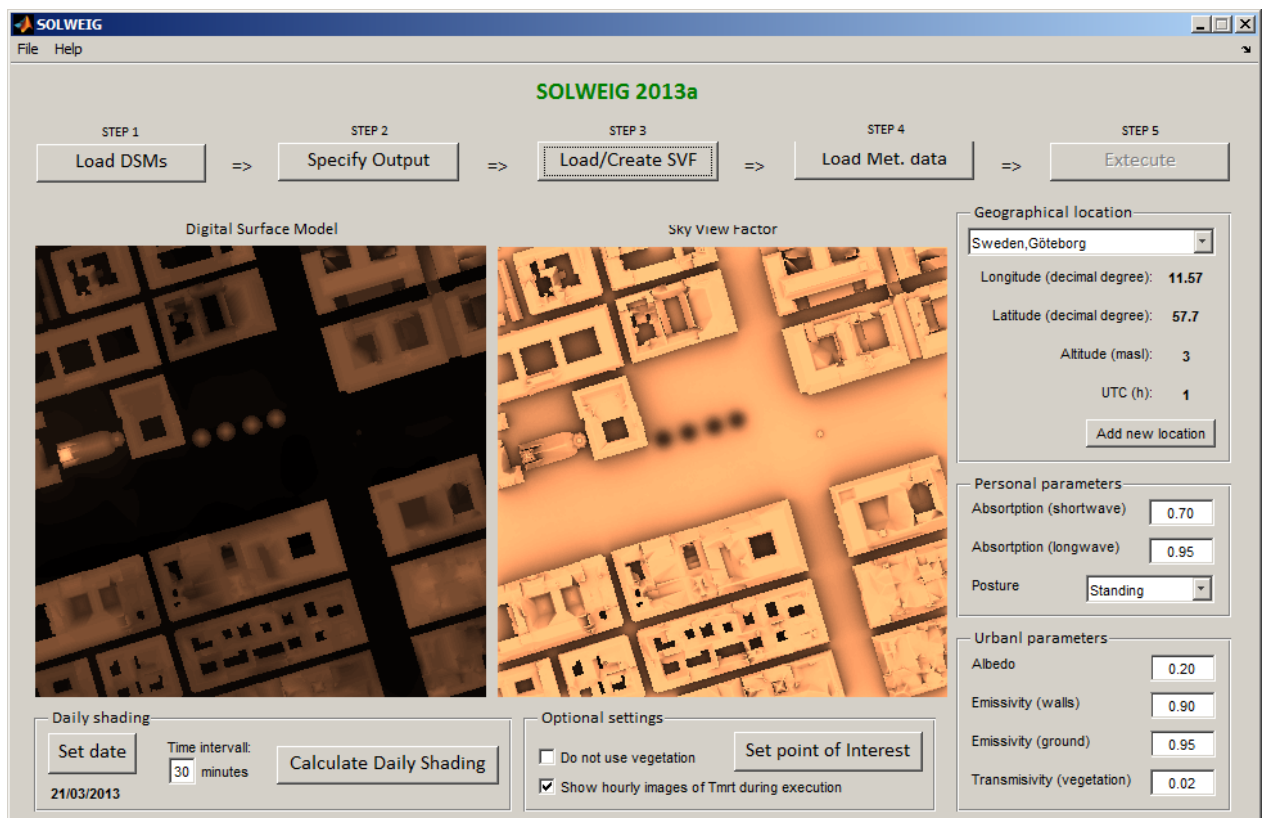 SOLWEIG
File Help
SOLWEIG 2013a
STEP 1 STEP 2 STEP 3 STEP 4 STEP 5
Load DSMs => Specify Output => Load/Create SVF => Load Met. data => Extecute
Digital Surface Model
Sky View Factor
Geographical location
Sweden,Göteborg
Longitude (decimal degree): 11.57
Latitude (decimal degree): 57.7
Altitude (masl): 3
UTC (h): 1
Add new location
Personal parameters
Absortption (shortwave) 0.70
Absortption (longwave) 0.95
Posture Standing
Urbanl parameters
Albedo 0.20
Emissivity (walls) 0.90
Emissivity (ground) 0.95
Transmisivity (vegetation) 0.02
Daily shading
Set date
Time intervall:
30 minutes
Calculate Daily Shading
21/03/2013
Optional settings
Do not use vegetation
Set point of Interest
Show hourly images of Tmrt during execution